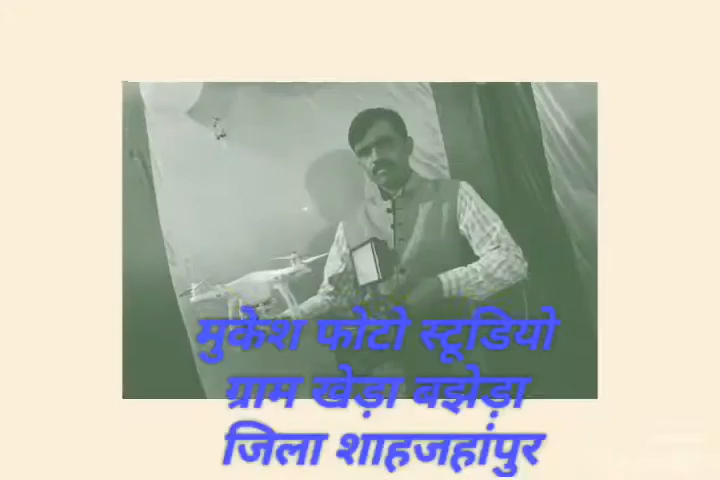 मुकेश फोटो स्टूडियो
ग्राम खेड़ा बझेड़ा
जिला शाहजहांपुर